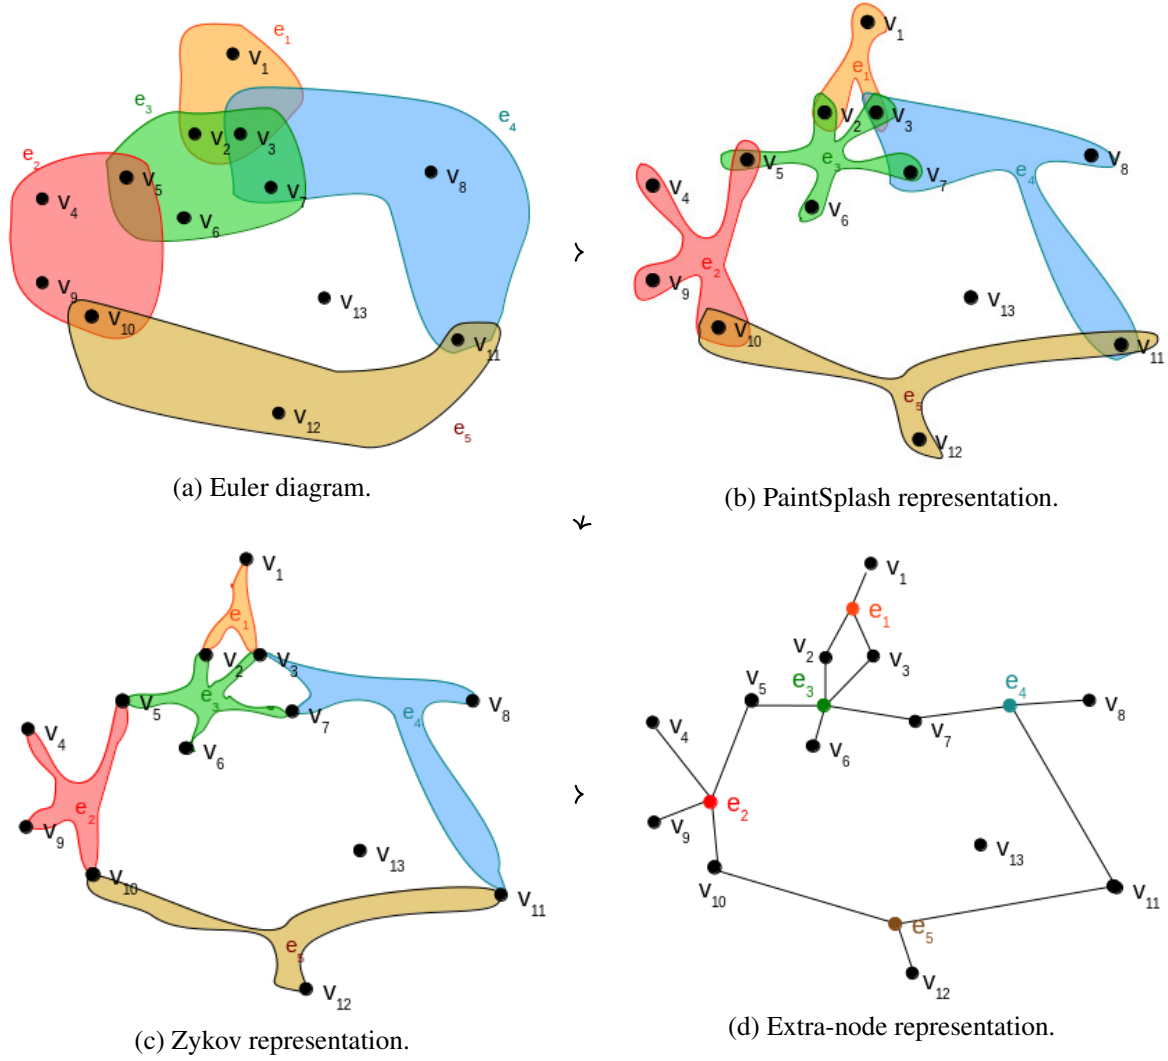 e1
v1
e3
e4
v2
v3
e2
v5
v8
v4
v7
v6
v9
v13
v10
v11
v12
e5
(a) Euler diagram.
v1
e1
v2
v3
v5
e3
v8
v7
e4
v4
v6
e2
v9
v13
v10
v11
e5
v12
(b) PaintSplash representation.
v1
e1
v2
v3
v5
e3
v7
e4
v8
v4
v6
e2
v9
v13
v10
v11
e5
v12
(c) Zykov representation.
v1
e1
v2
v3
v5
e3
e4
v8
v4
v7
v6
e2
v9
v13
v10
v11
e5
v12
(d) Extra-node representation.